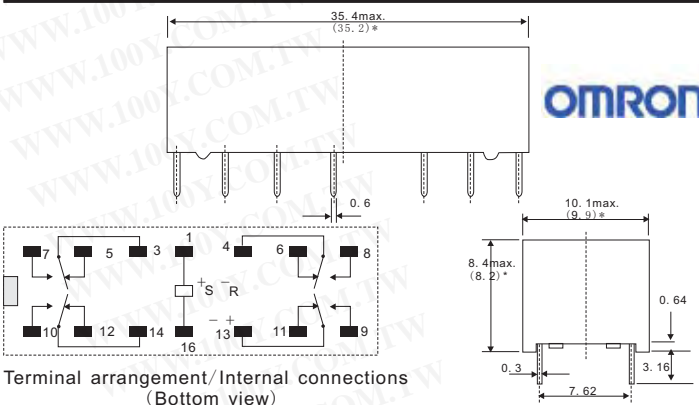 35. 4max.
(35. 2)*
OMRON
0. 6
10. 1max.
(9. 9)*
8. 4max.
(8. 2)*
0. 64
0. 3
3. 16
7. 62
7 5 3 1 4 6 8
+ S − R
− +
10 12 14 16 13 11 9
Terminal arrangement/Internal connections
(Bottom view)
WWW.100Y.COM.TW